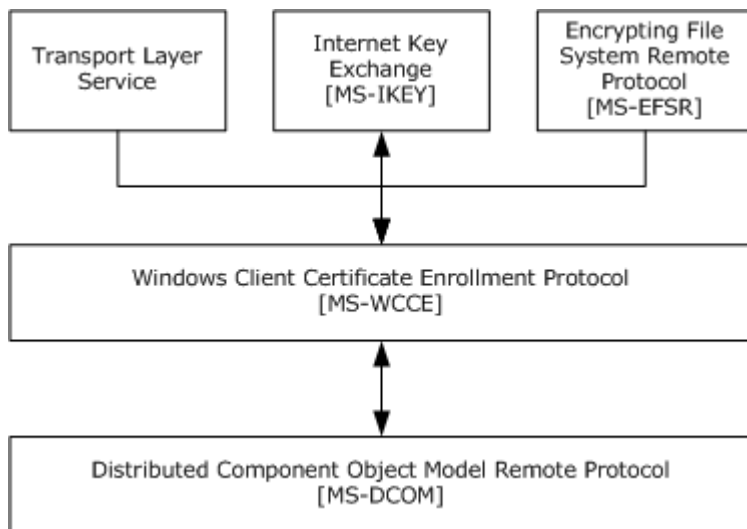 Transport Layer
Service
Internet Key
Exchange
[MS-IKEY]
Encrypting File
System Remote
Protocol
[MS-EFSR]
Windows Client Certificate Enrollment Protocol
[MS-WCCE]
Distributed Component Object Model Remote Protocol
[MS-DCOM]